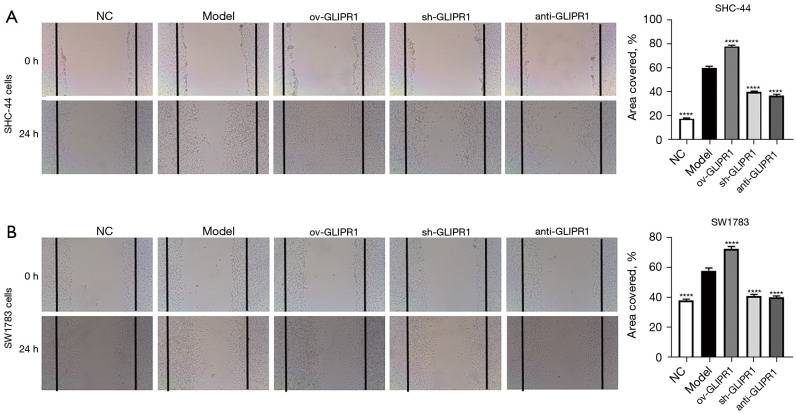 A
NC
Model
ov-GLIPR1
sh-GLIPR1
anti-GLIPR1
0 h
24 h
SHC-44 cells
SHC-44
Area covered, %
100
80
60
40
20
0
****
****
****
****
NC
Model
ov-GLIPR1
sh-GLIPR1
anti-GLIPR1
B
NC
Model
ov-GLIPR1
sh-GLIPR1
anti-GLIPR1
0 h
24 h
SW1783 cells
SW1783
Area covered, %
80
60
40
20
0
****
****
****
****
NC
Model
ov-GLIPR1
sh-GLIPR1
anti-GLIPR1